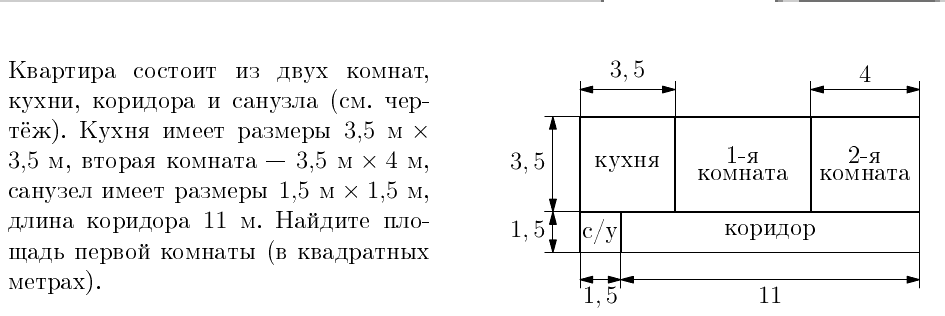 Квартира состоит из двух комнат,
кухни, коридора и санузла (см. чер-
тёж). Кухня имеет размеры 3,5 м ×
3,5 м, вторая комната — 3,5 м × 4 м,
санузел имеет размеры 1,5 м × 1,5 м,
длина коридора 11 м. Найдите пло-
щадь первой комнаты (в квадратных
метрах).
3,5
4
3,5
кухня
1-я
комната
2-я
комната
1,5
с/у
коридор
1,5
11